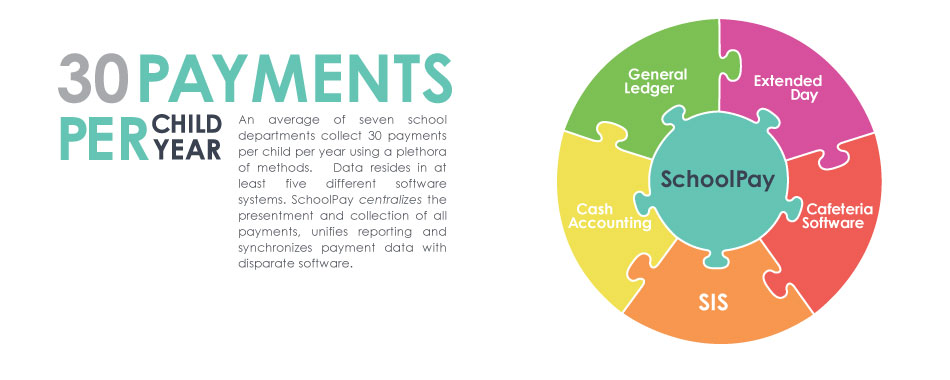 30 PAYMENTS
PER CHILD YEAR
An average of seven school
departments collect 30 payments
per child per year using a plethora
of methods. Data resides in at
least five different software
systems. SchoolPay centralizes the
presentment and collection of all
payments, unifies reporting and
synchronizes payment data with
disparate software.
General
Ledger
Extended
Day
SchoolPay
Cash
Accounting
Cafeteria
Software
SIS